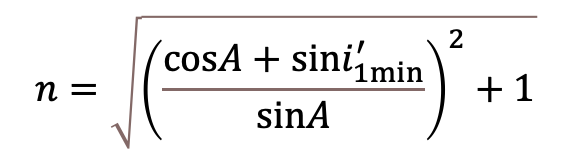 n = √(((cosA + sini′₁ₘᵢₙ)/sinA)² + 1)